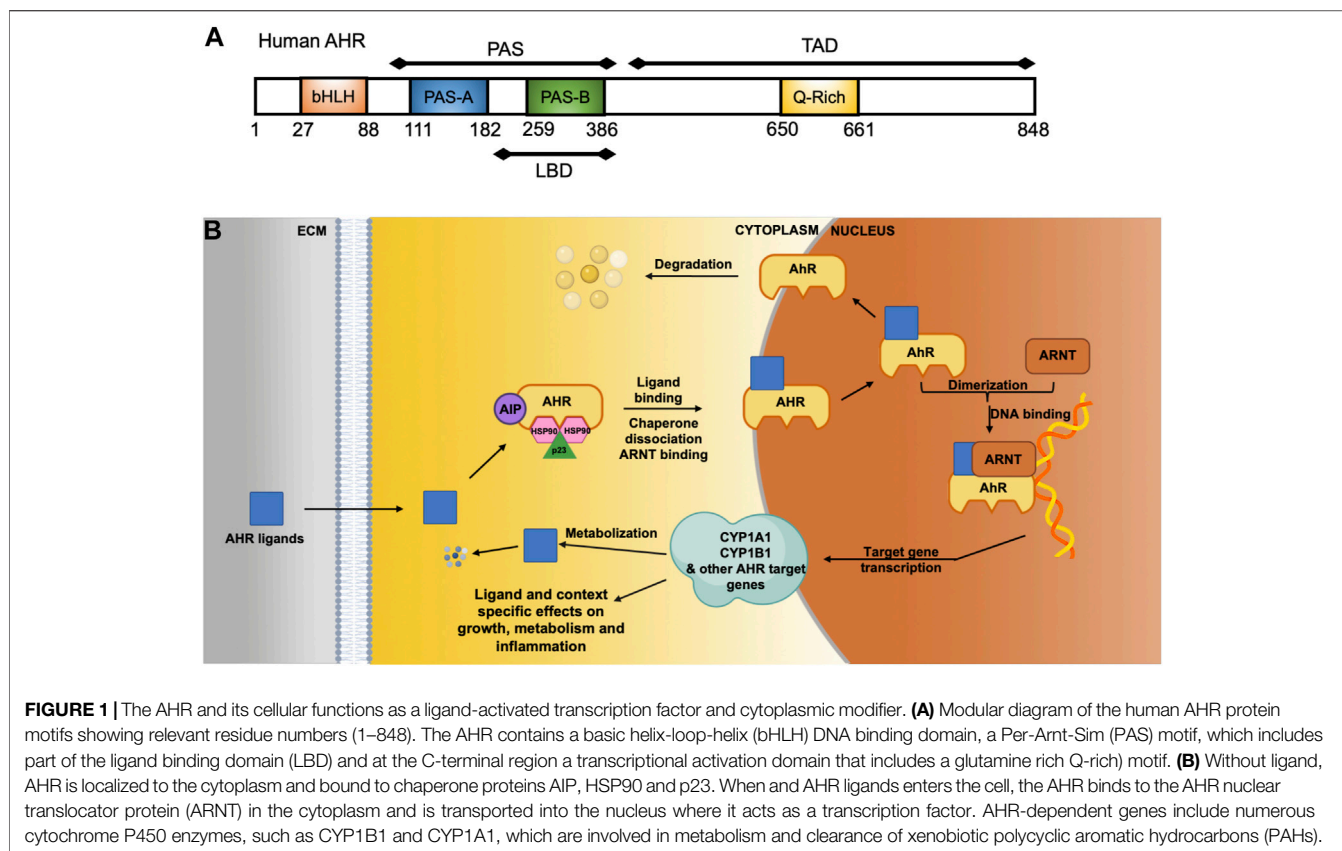 A
Human AHR
PAS
TAD
bHLH
PAS-A
PAS-B
Q-Rich
1
27
88
111
182
259
386
650
661
848
LBD
B
ECM
CYTOPLASM
NUCLEUS
Degradation
AhR
AhR
ARNT
Dimerization
DNA binding
ARNT
AhR
AIP
AHR
HSP90
HSP90
p23
Ligand
binding
Chaperone
dissociation
ARNT binding
AHR
AHR ligands
Metabolization
CYP1A1
CYP1B1
& other AHR target
genes
Target gene
transcription
Ligand and context
specific effects on
growth, metabolism and
inflammation
FIGURE 1 | The AHR and its cellular functions as a ligand-activated transcription factor and cytoplasmic modifier. (A) Modular diagram of the human AHR protein
motifs showing relevant residue numbers (1–848). The AHR contains a basic helix-loop-helix (bHLH) DNA binding domain, a Per-Arnt-Sim (PAS) motif, which includes
part of the ligand binding domain (LBD) and at the C-terminal region a transcriptional activation domain that includes a glutamine rich Q-rich) motif. (B) Without ligand,
AHR is localized to the cytoplasm and bound to chaperone proteins AIP, HSP90 and p23. When and AHR ligands enters the cell, the AHR binds to the AHR nuclear
translocator protein (ARNT) in the cytoplasm and is transported into the nucleus where it acts as a transcription factor. AHR-dependent genes include numerous
cytochrome P450 enzymes, such as CYP1B1 and CYP1A1, which are involved in metabolism and clearance of xenobiotic polycyclic aromatic hydrocarbons (PAHs).